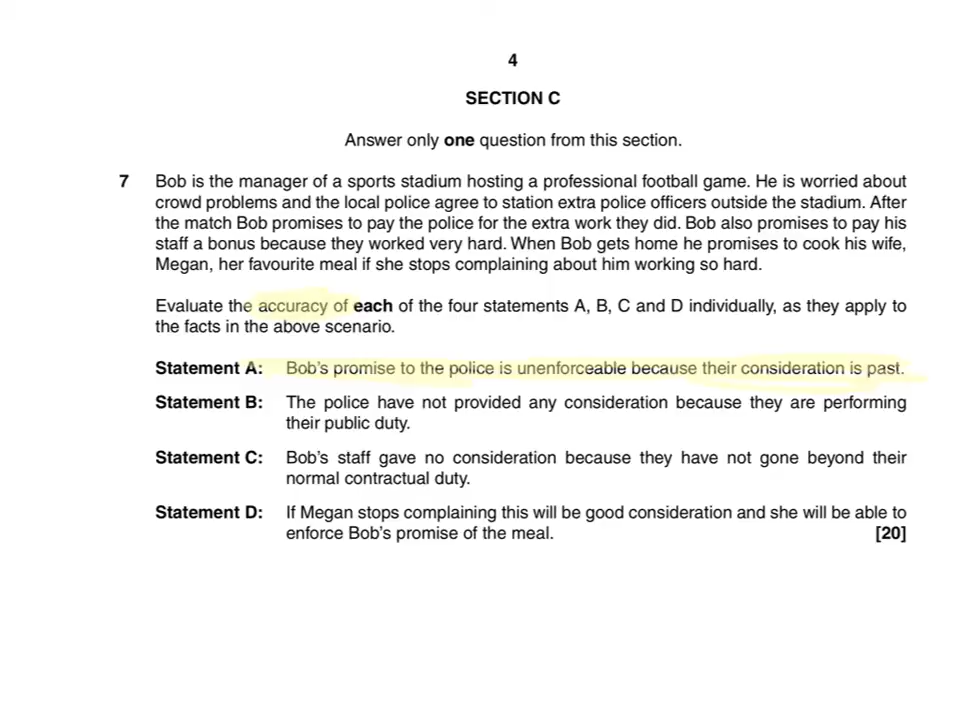 4
SECTION C
Answer only one question from this section.
7 Bob is the manager of a sports stadium hosting a professional football game. He is worried about
crowd problems and the local police agree to station extra police officers outside the stadium. After
the match Bob promises to pay the police for the extra work they did. Bob also promises to pay his
staff a bonus because they worked very hard. When Bob gets home he promises to cook his wife,
Megan, her favourite meal if she stops complaining about him working so hard.
Evaluate the accuracy of each of the four statements A, B, C and D individually, as they apply to
the facts in the above scenario.
Statement A: Bob's promise to the police is unenforceable because their consideration is past.
Statement B: The police have not provided any consideration because they are performing
their public duty.
Statement C: Bob's staff gave no consideration because they have not gone beyond their
normal contractual duty.
Statement D: If Megan stops complaining this will be good consideration and she will be able to
enforce Bob's promise of the meal. [20]